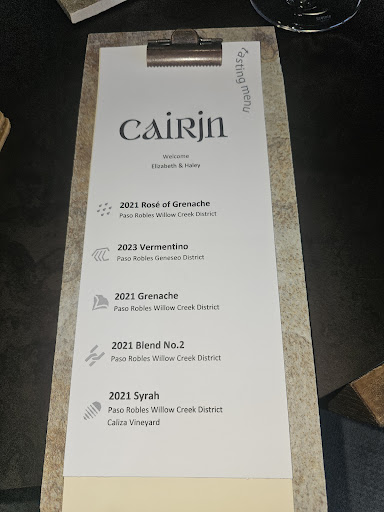 Tasting menu
CAIRJN
Welcome
Elizabeth & Haley
2021 Rosé of Grenache
Paso Robles Willow Creek District
2023 Vermentino
Paso Robles Geneseo District
2021 Grenache
Paso Robles Willow Creek District
2021 Blend No.2
Paso Robles Willow Creek District
2021 Syrah
Paso Robles Willow Creek District
Caliza Vineyard